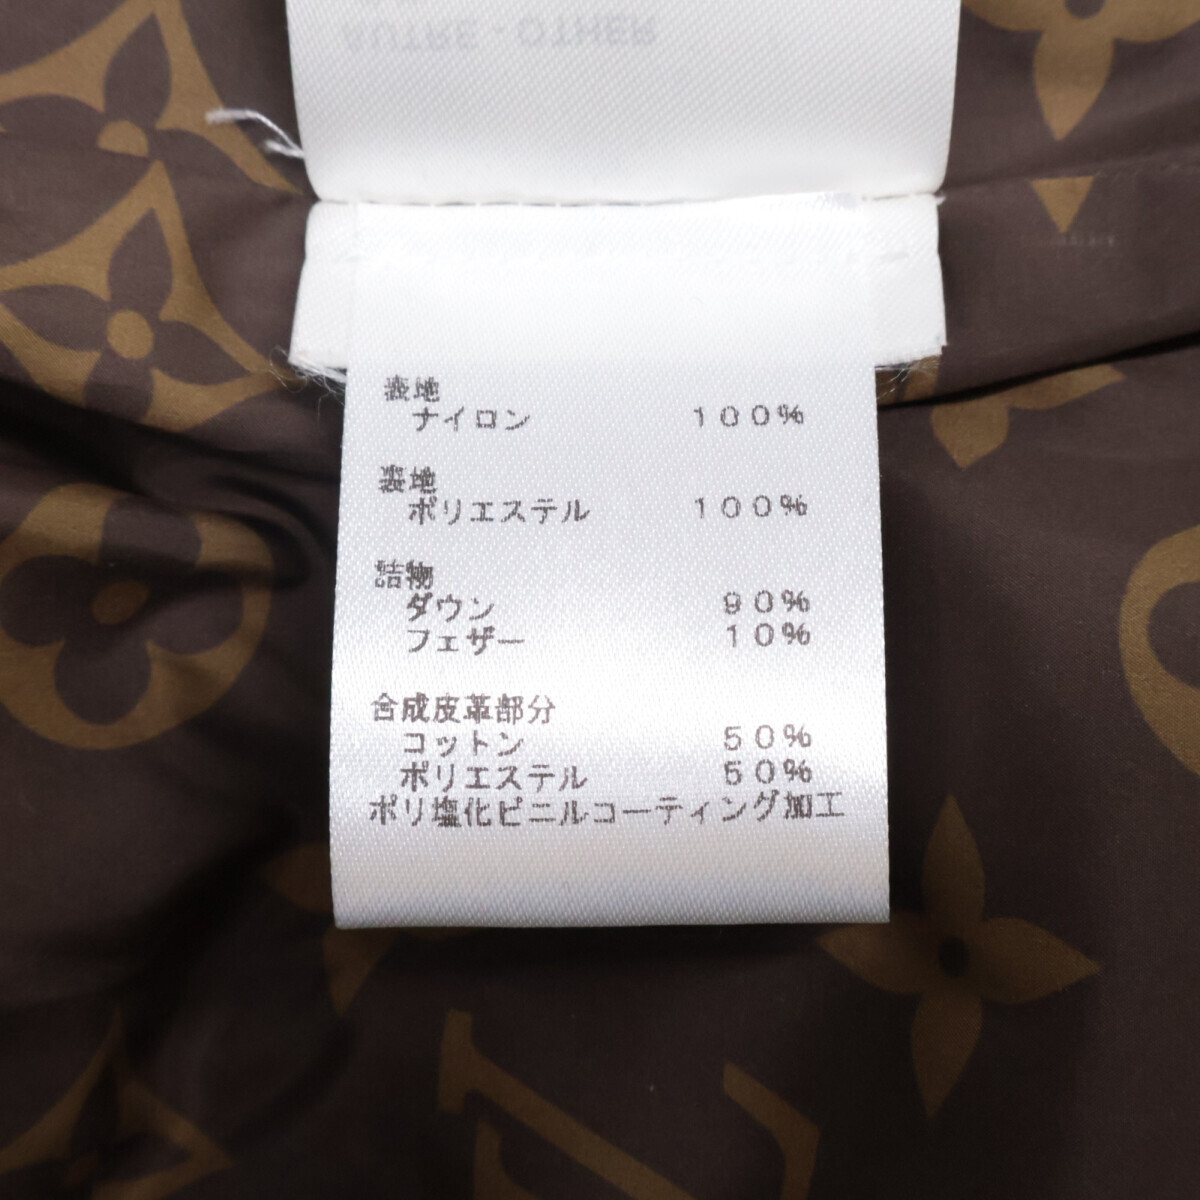 AUTRE - OTHER
表地
ナイロン 100%
表地
ポリエステル 100%
詰物
ダウン 90%
フェザー 10%
合成皮革部分
コットン 50%
ポリエステル 50%
ポリ塩化ビニルコーティング加工